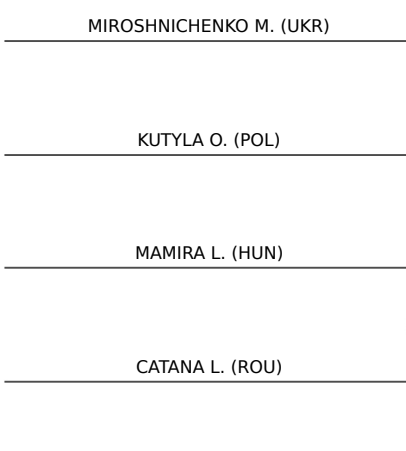 MIROSHNICHENKO M. (UKR)
KUTYLA O. (POL)
MAMIRA L. (HUN)
CATANA L. (ROU)